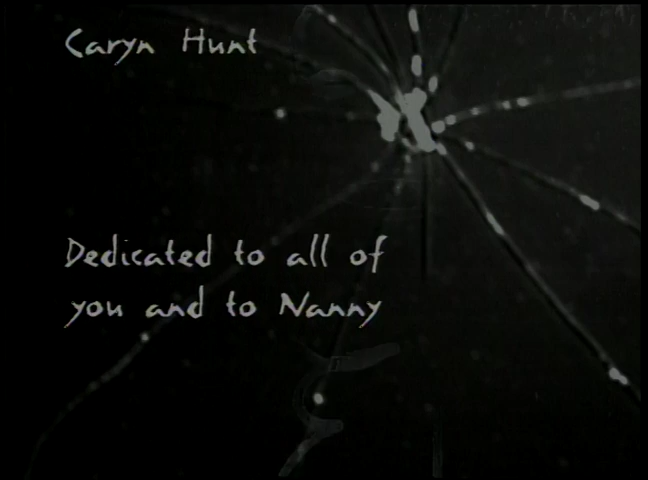 Caryn Hunt
Dedicated to all of
you and to Nanny